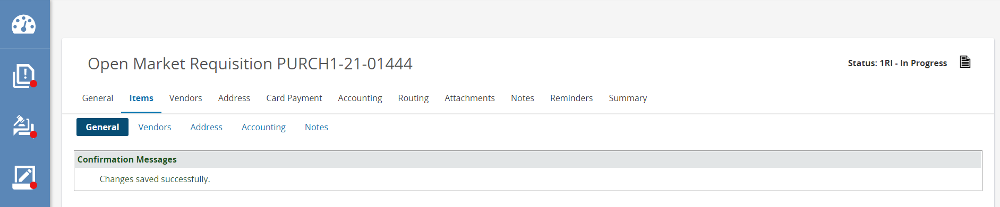 Open Market Requisition PURCH1-21-01444
Status: 1RI - In Progress
General Items Vendors Address Card Payment Accounting Routing Attachments Notes Reminders Summary
General Vendors Address Accounting Notes
Confirmation Messages
Changes saved successfully.